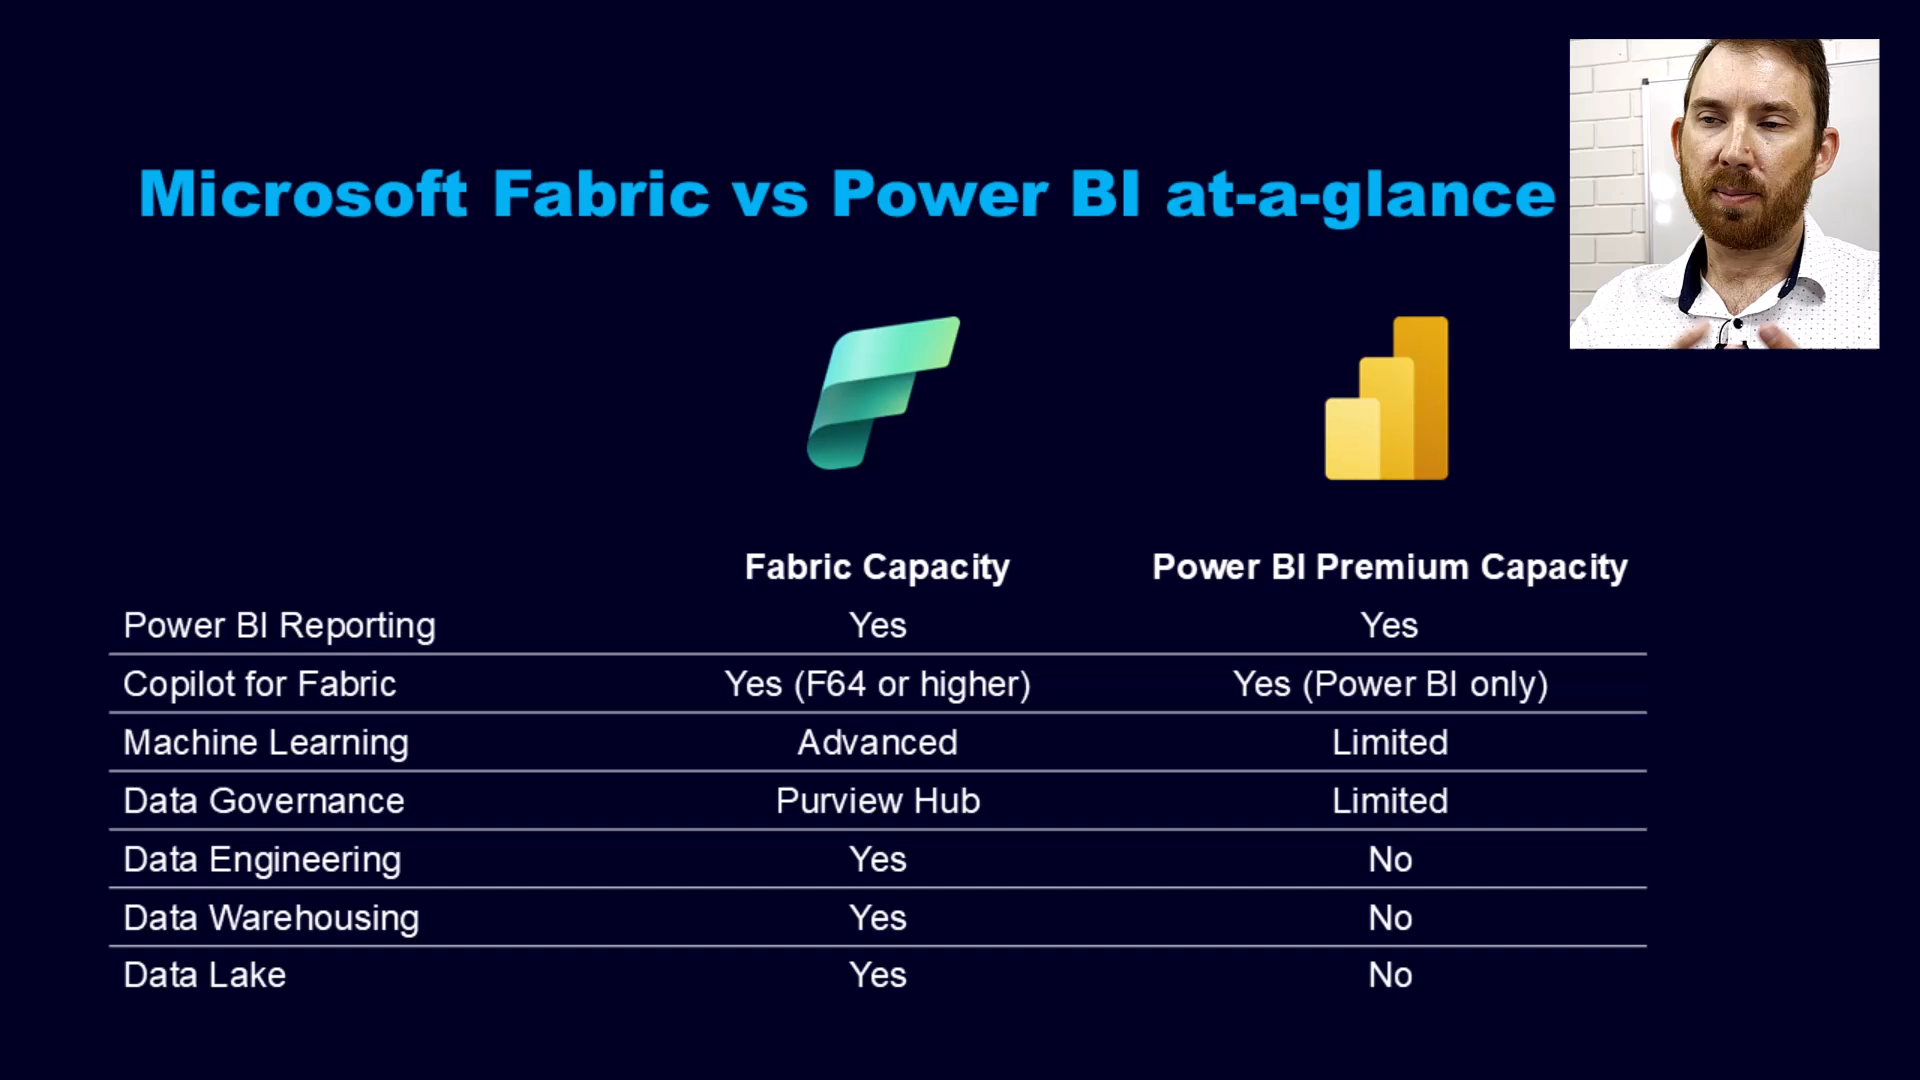 Microsoft Fabric vs Power BI at-a-glance
Fabric Capacity Power BI Premium Capacity
Power BI Reporting Yes Yes
Copilot for Fabric Yes (F64 or higher) Yes (Power BI only)
Machine Learning Advanced Limited
Data Governance Purview Hub Limited
Data Engineering Yes No
Data Warehousing Yes No
Data Lake Yes No